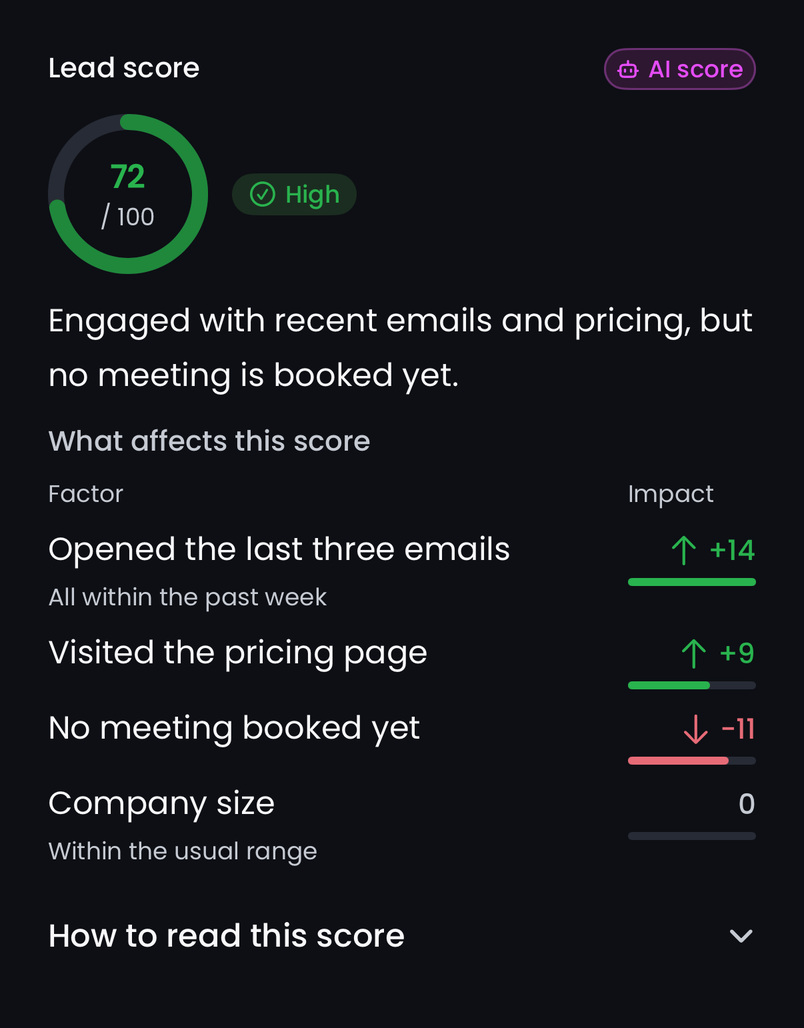 Lead score
AI score
72
/ 100
High
Engaged with recent emails and pricing, but
no meeting is booked yet.
What affects this score
Factor
Impact
Opened the last three emails
+14
All within the past week
Visited the pricing page
+9
No meeting booked yet
-11
Company size
0
Within the usual range
How to read this score